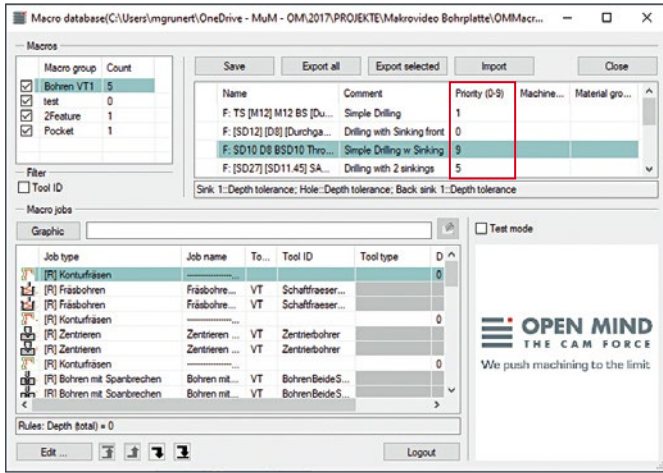 Macro database(C:\Users\mgrunert\OneDrive - MuM - OM\2017\PROJEKTE\Makrovideo Bohrplatte\OMMacr...
Macros
Macro group Count
Bohren VT1 5
test 0
2Feature 1
Pocket 1
Filter
Tool ID
Save Export all Export selected Import Close
Name Comment Priority (0-9) Machine... Material gro...
F: TS [M12] M12 BS [Du... Simple Drilling 1
F: [SD12] [D8] [Durchga... Drilling with Sinking front 0
F: SD10 D8 BSD10 Thro... Simple Drilling w Sinking 9
F: [SD27] [SD11.45] SA... Drilling with 2 sinkings 5
Sink 1::Depth tolerance; Hole::Depth tolerance; Back sink 1::Depth tolerance
Macro jobs
Graphic
Test mode
Job type Job name To... Tool ID Tool type D
[R] Konturfräsen ----------------... 0
[R] Fräsbohren Fräsbohre... VT Schaftfraeser...
[R] Fräsbohren Fräsbohre... VT Schaftfraeser...
[R] Konturfräsen ----------------... 0
[R] Zentrieren Zentrieren ... VT Zentrierbohrer
[R] Zentrieren Zentrieren ... VT Zentrierbohrer
[R] Konturfräsen ----------------... 0
[R] Bohren mit Spanbrechen Bohren mit... VT BohrenBeideS...
[R] Bohren mit Spanbrechen Bohren mit... VT BohrenBeideS...
OPEN MIND
THE CAM FORCE
We push machining to the limit
Rules: Depth (total) = 0
Edit ... Logout